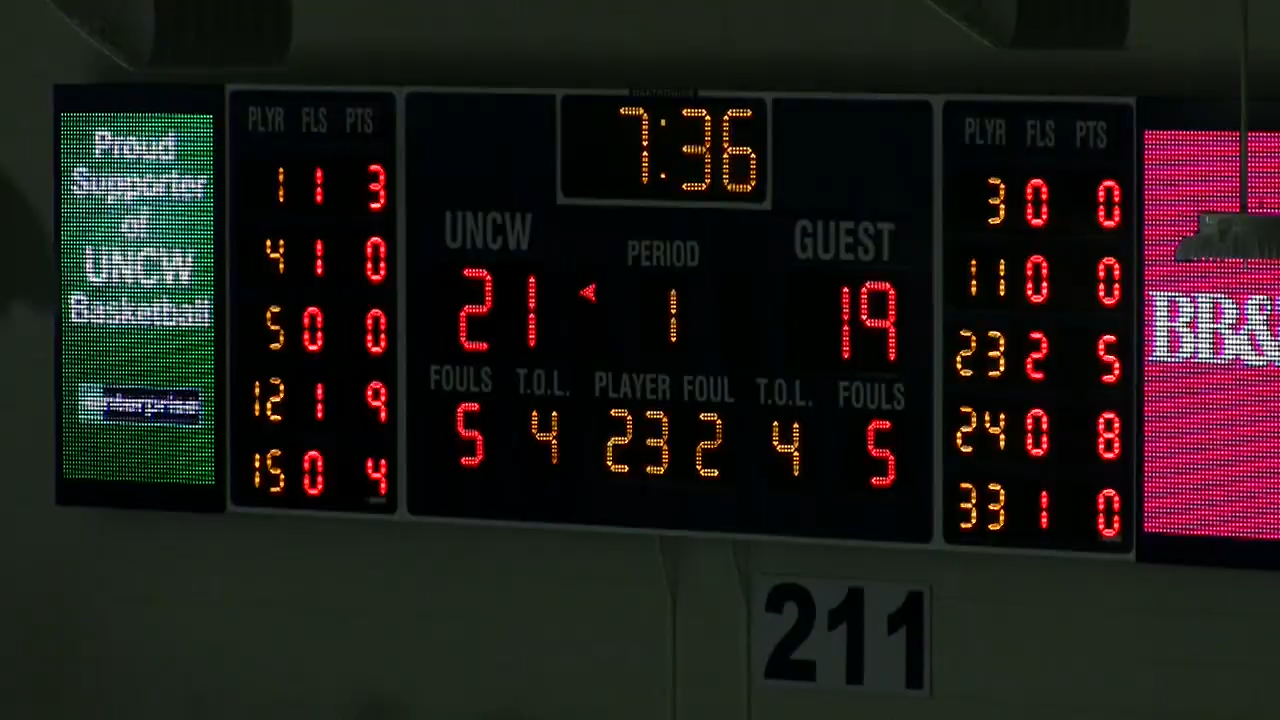 Proud
Supporter
of
UNCW
Basketball
Enterprise
PLYR FLS PTS
1 1 3
4 1 0
5 0 0
12 1 9
15 0 4
7:36
UNCW
GUEST
PERIOD
21
1
19
FOULS T.O.L. PLAYER FOUL T.O.L. FOULS
5 4 23 2 4 5
PLYR FLS PTS
3 0 0
11 0 0
23 2 5
24 0 8
33 1 0
BB&
211